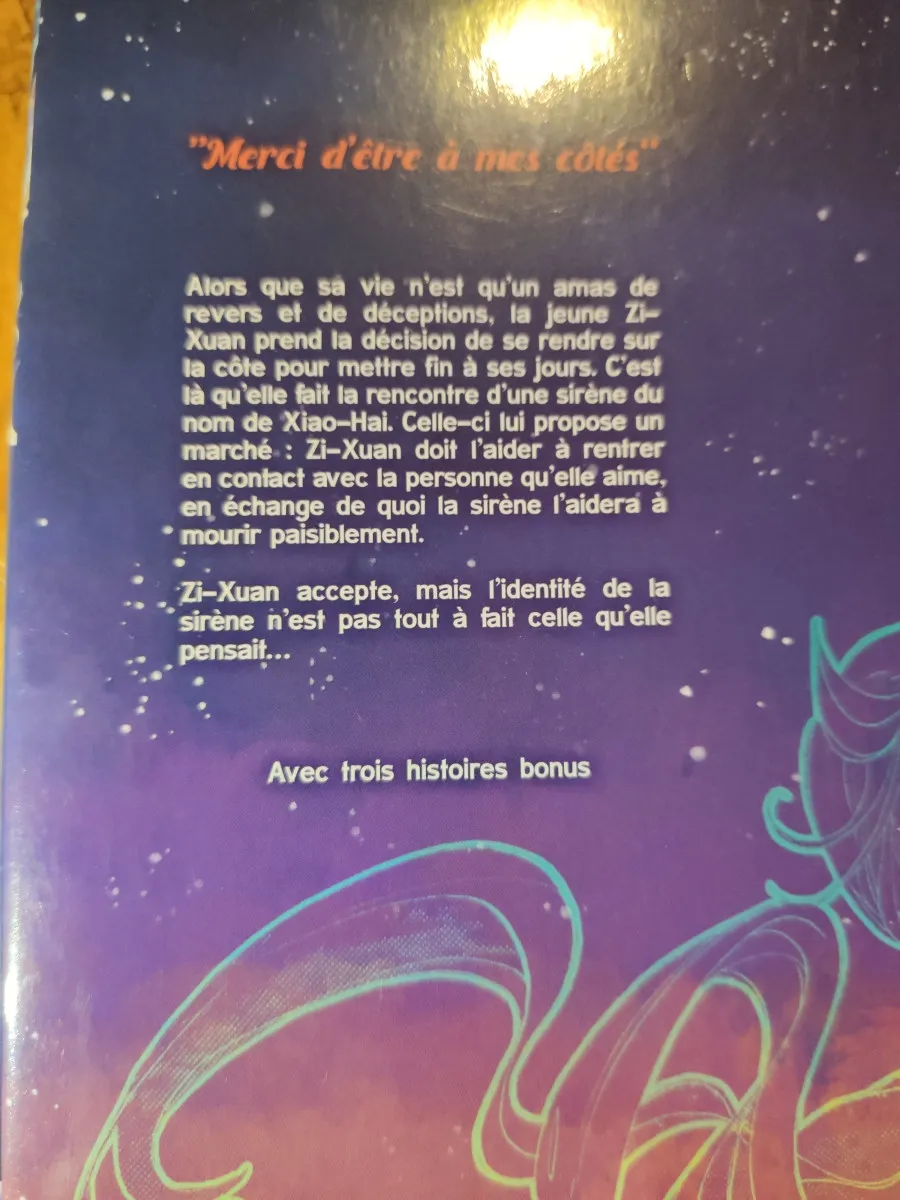 "Merci d'être à mes côtés"
Alors que sa vie n'est qu'un amas de
revers et de déceptions, la jeune Zi-
Xuan prend la décision de se rendre sur
la côte pour mettre fin à ses jours. C'est
là qu'elle fait la rencontre d'une sirène du
nom de Xiao-Hai. Celle-ci lui propose un
marché : Zi-Xuan doit l'aider à rentrer
en contact avec la personne qu'elle aime,
en échange de quoi la sirène l'aidera à
mourir paisiblement.
Zi-Xuan accepte, mais l'identité de la
sirène n'est pas tout à fait celle qu'elle
pensait...
Avec trois histoires bonus